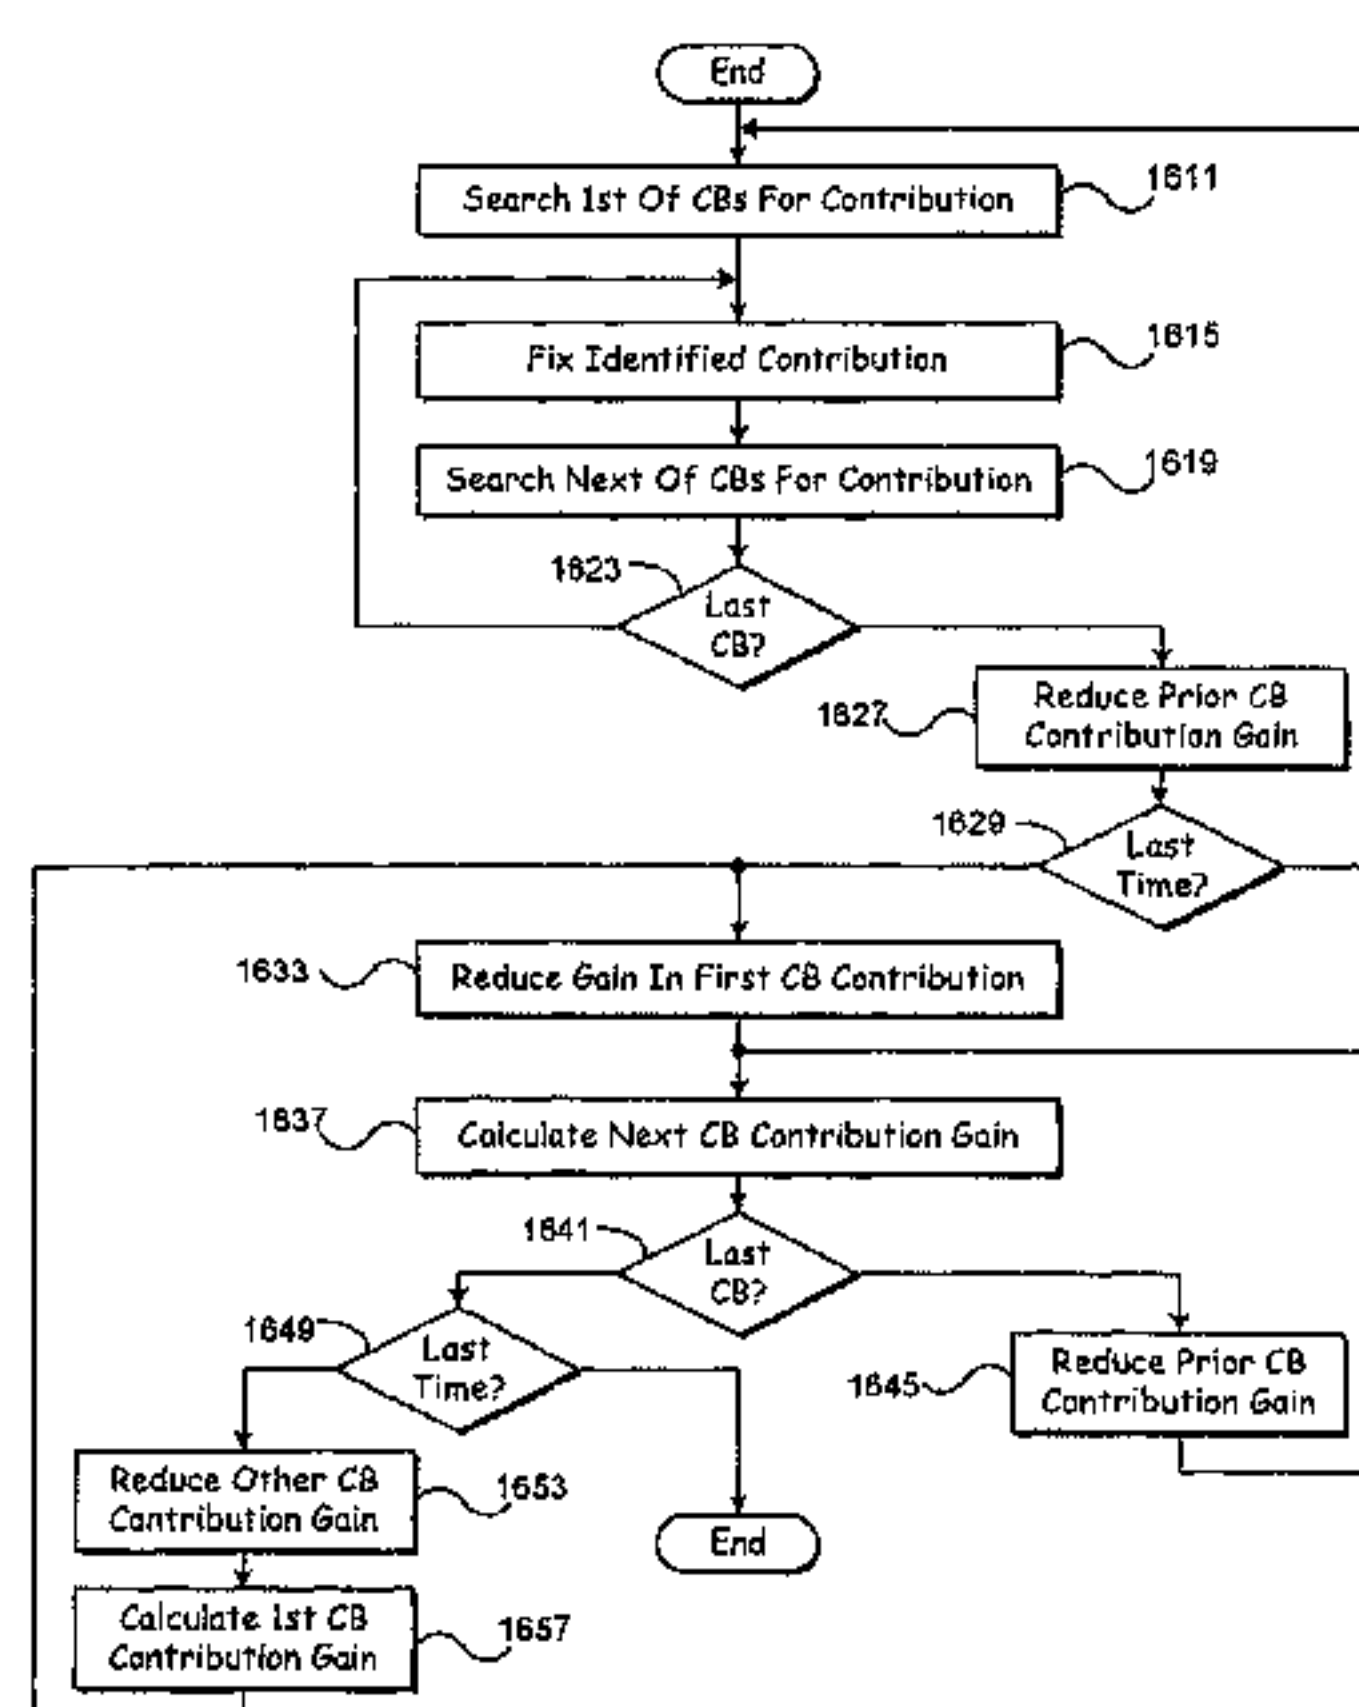 End
Search 1st Of CBs For Contribution
1611
Fix Identified Contribution
1615
Search Next Of CBs For Contribution
1619
1623
Last
CB?
1627
Reduce Prior CB
Contribution Gain
1629
Last
Time?
1633
Reduce Gain In First CB Contribution
1637
Calculate Next CB Contribution Gain
1641
Last
CB?
1649
Last
Time?
1645
Reduce Prior CB
Contribution Gain
Reduce Other CB
Contribution Gain
1653
End
Calculate 1st CB
Contribution Gain
1657